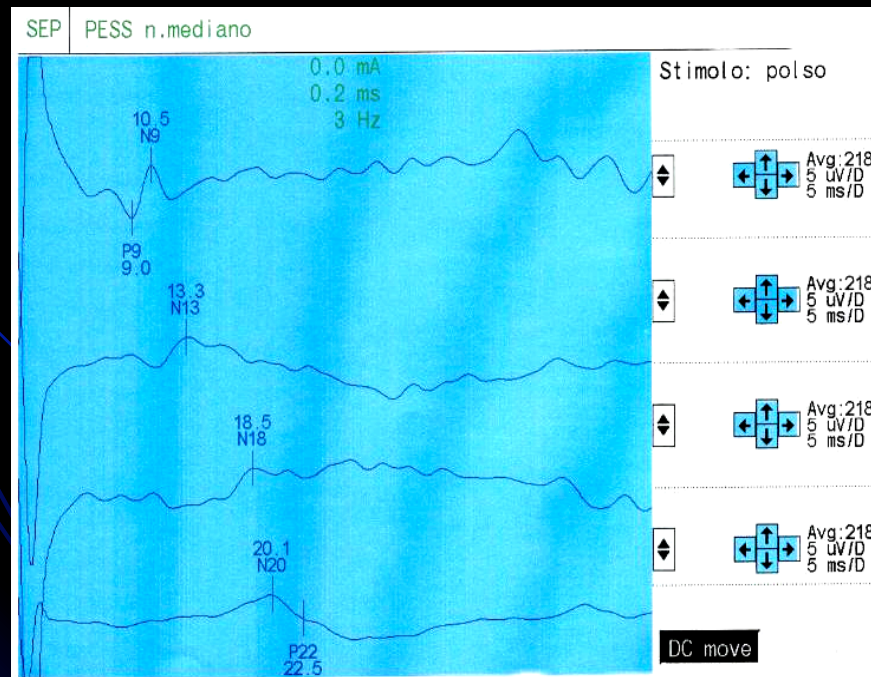 SEP PESS n.mediano
0.0 mA
0.2 ms
3 Hz
Stimolo: polso
10.5
N9
P9
9.0
Avg:218
5 uV/D
5 ms/D
13.3
N13
Avg:218
5 uV/D
5 ms/D
18.5
N18
Avg:218
5 uV/D
5 ms/D
20.1
N20
P22
22.5
Avg:218
5 uV/D
5 ms/D
DC move